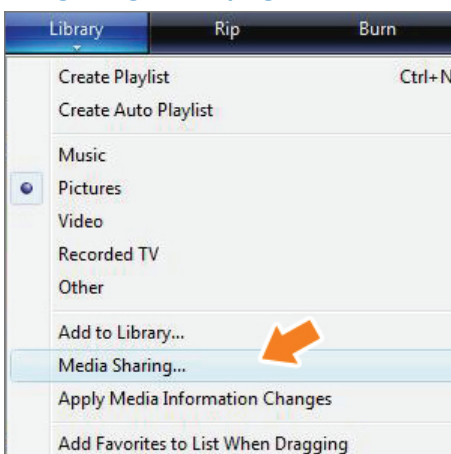 Library Rip Burn
Create Playlist Ctrl+N
Create Auto Playlist
Music
Pictures
Video
Recorded TV
Other
Add to Library...
Media Sharing...
Apply Media Information Changes
Add Favorites to List When Dragging